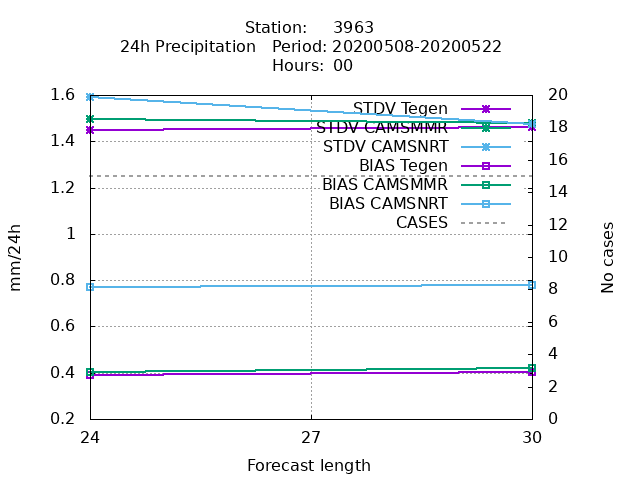 Station: 3963
24h Precipitation Period: 20200508-20200522
Hours: 00
1.6
1.4
1.2
1
0.8
0.6
0.4
0.2
mm/24h
STDV Tegen
STDV CAMSMMR
STDV CAMSNRT
BIAS Tegen
BIAS CAMSMMR
BIAS CAMSNRT
CASES
20
18
16
14
12
10
8
6
4
2
0
No cases
24 27 30
Forecast length